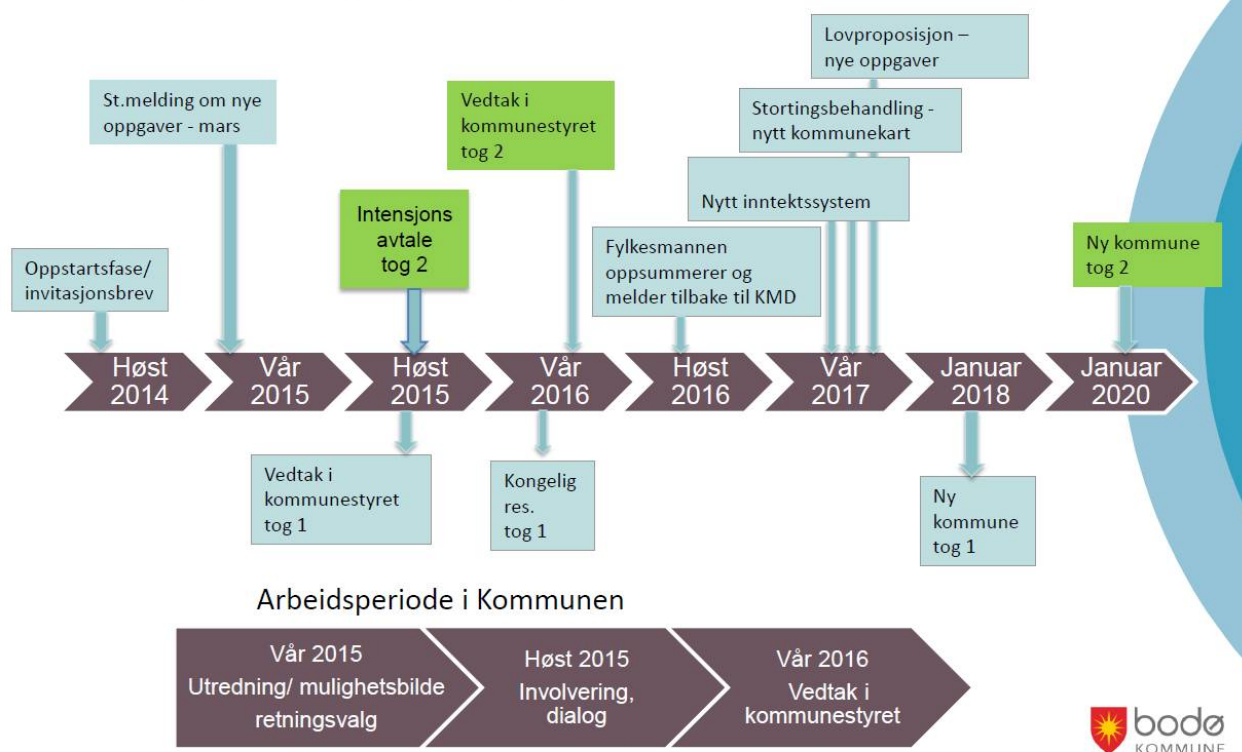 Lovproposisjon –
nye oppgaver
St.melding om nye
oppgaver - mars
Vedtak i
kommunestyret
tog 2
Stortingsbehandling -
nytt kommunekart
Nytt inntektssystem
Intensjons
avtale
tog 2
Fylkesmannen
oppsummerer og
melder tilbake til KMD
Ny kommune
tog 2
Oppstartsfase/
invitasjonsbrev
Høst
2014
Vår
2015
Høst
2015
Vår
2016
Høst
2016
Vår
2017
Januar
2018
Januar
2020
Vedtak i
kommunestyret
tog 1
Kongelig
res.
tog 1
Ny
kommune
tog 1
Arbeidsperiode i Kommunen
Vår 2015
Utredning/ mulighetsbilde
retningsvalg
Høst 2015
Involvering,
dialog
Vår 2016
Vedtak i
kommunestyret
bodø
KOMMUNE